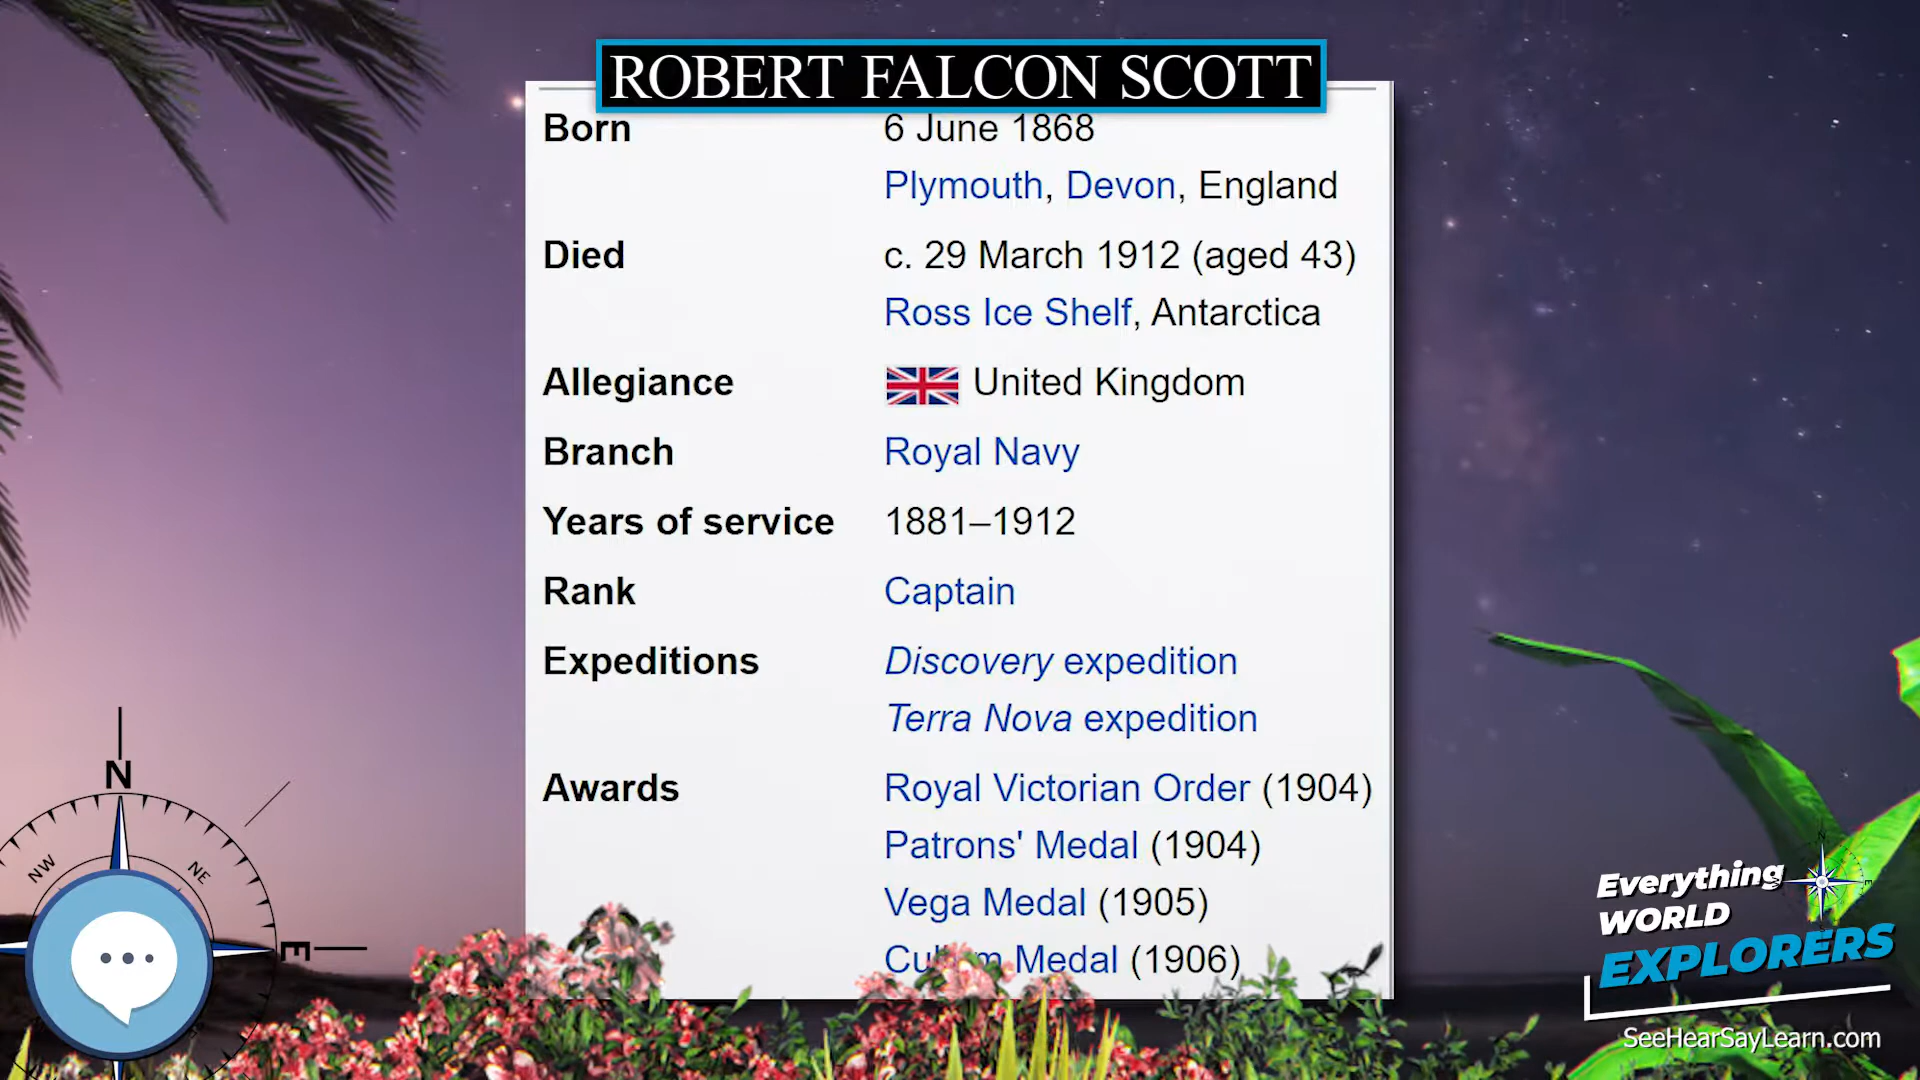 ROBERT FALCON SCOTT
Born 6 June 1868
Plymouth, Devon, England
Died c. 29 March 1912 (aged 43)
Ross Ice Shelf, Antarctica
Allegiance United Kingdom
Branch Royal Navy
Years of service 1881–1912
Rank Captain
Expeditions Discovery expedition
Terra Nova expedition
Awards Royal Victorian Order (1904)
Patrons' Medal (1904)
Vega Medal (1905)
Medal (1906)
N
NW
NE
E
Everything
WORLD
EXPLORERS
SeeHearSayLearn.com